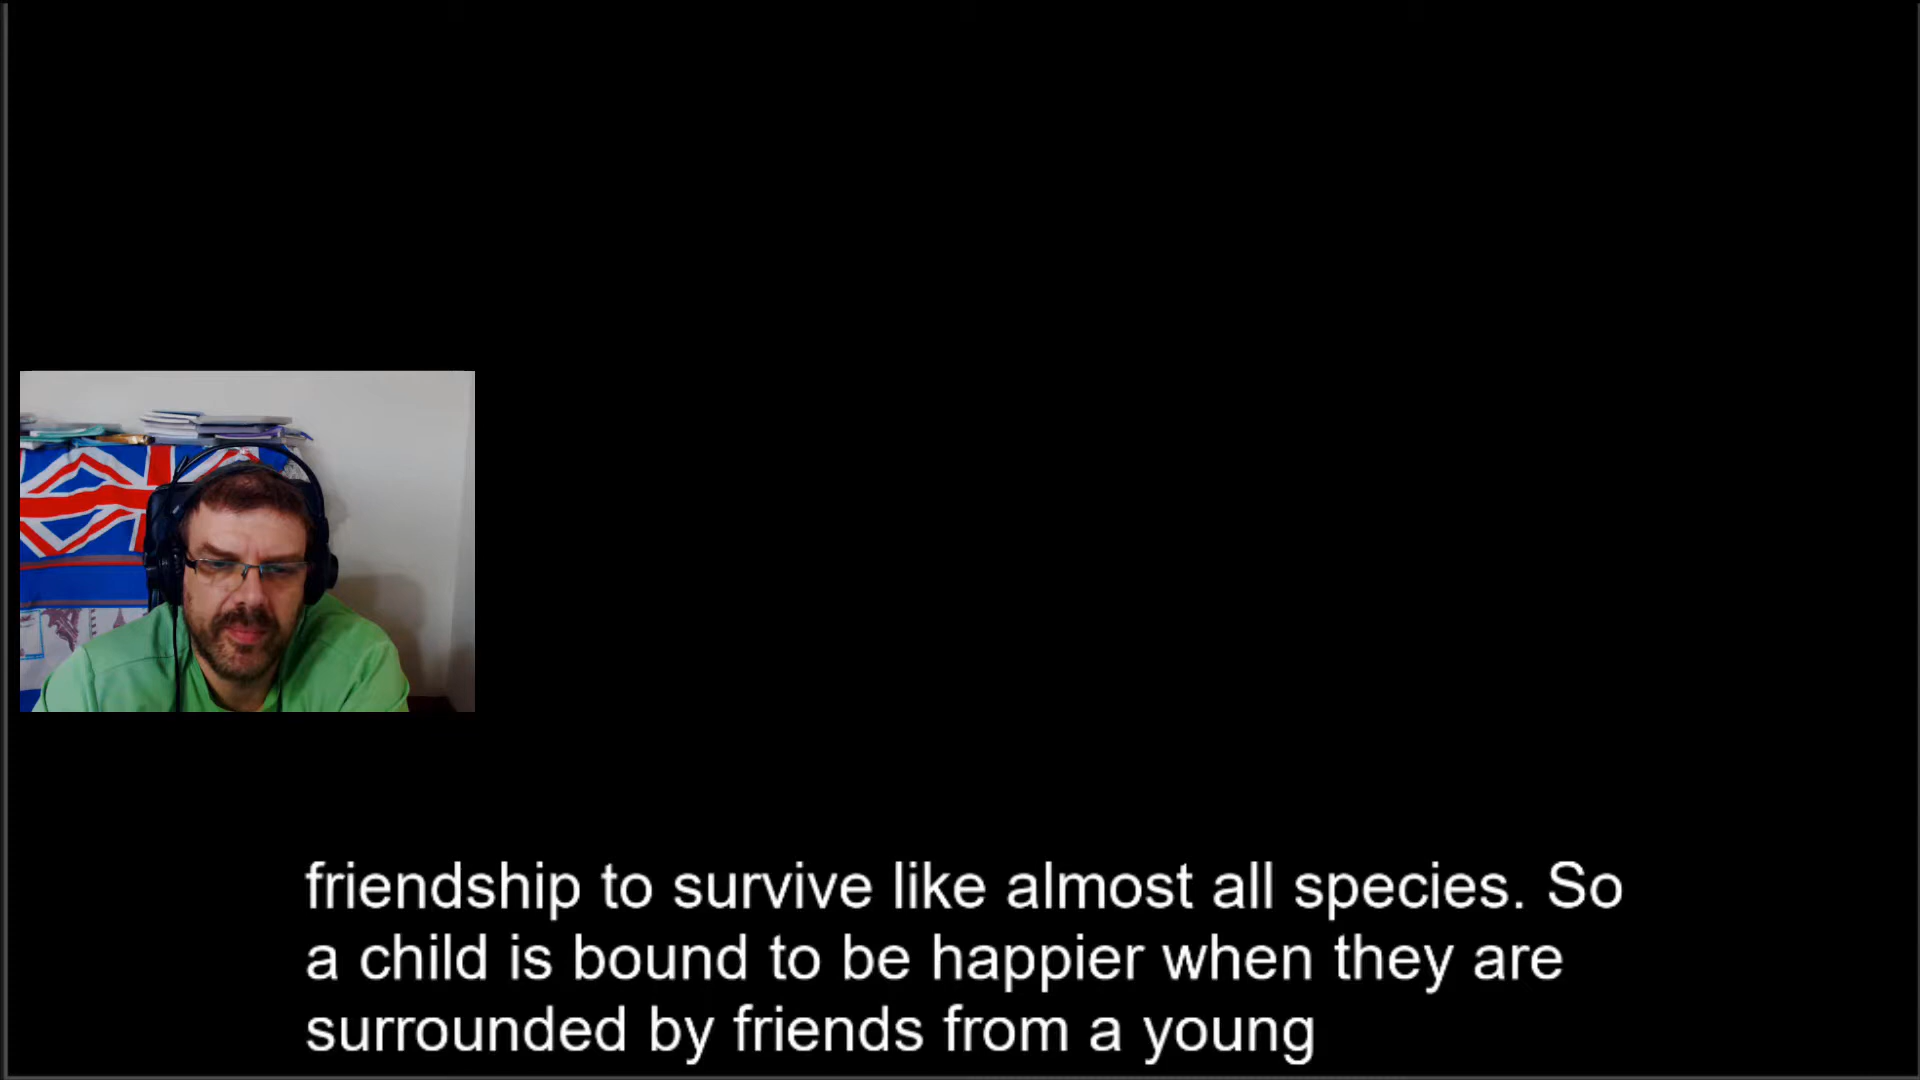 friendship to survive like almost all species. So
a child is bound to be happier when they are
surrounded by friends from a young